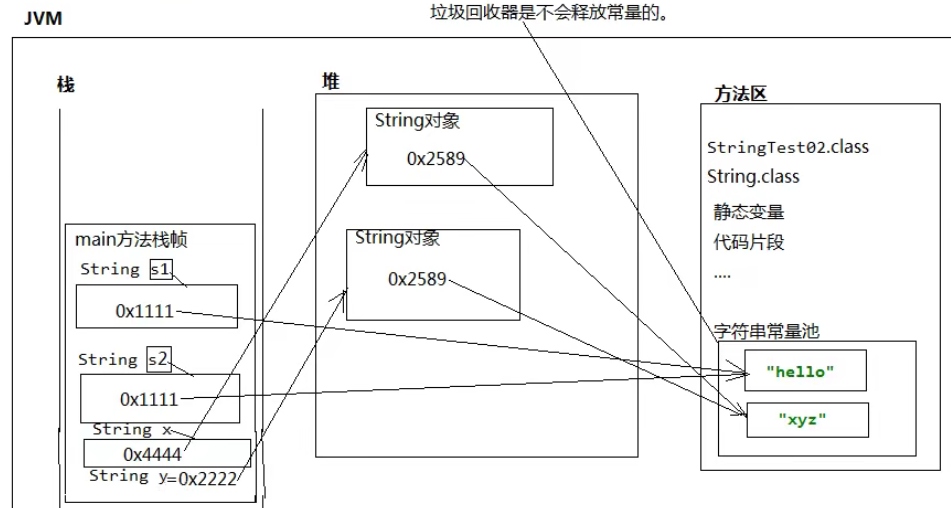 垃圾回收器是不会释放常量的。
JVM
栈
堆
方法区
String对象
0x2589
StringTest02.class
String.class
静态变量
代码片段
....
main方法栈帧
String s1
0x1111
String对象
0x2589
字符串常量池
"hello"
"xyz"
String s2
0x1111
String x
0x4444
String y=0x2222